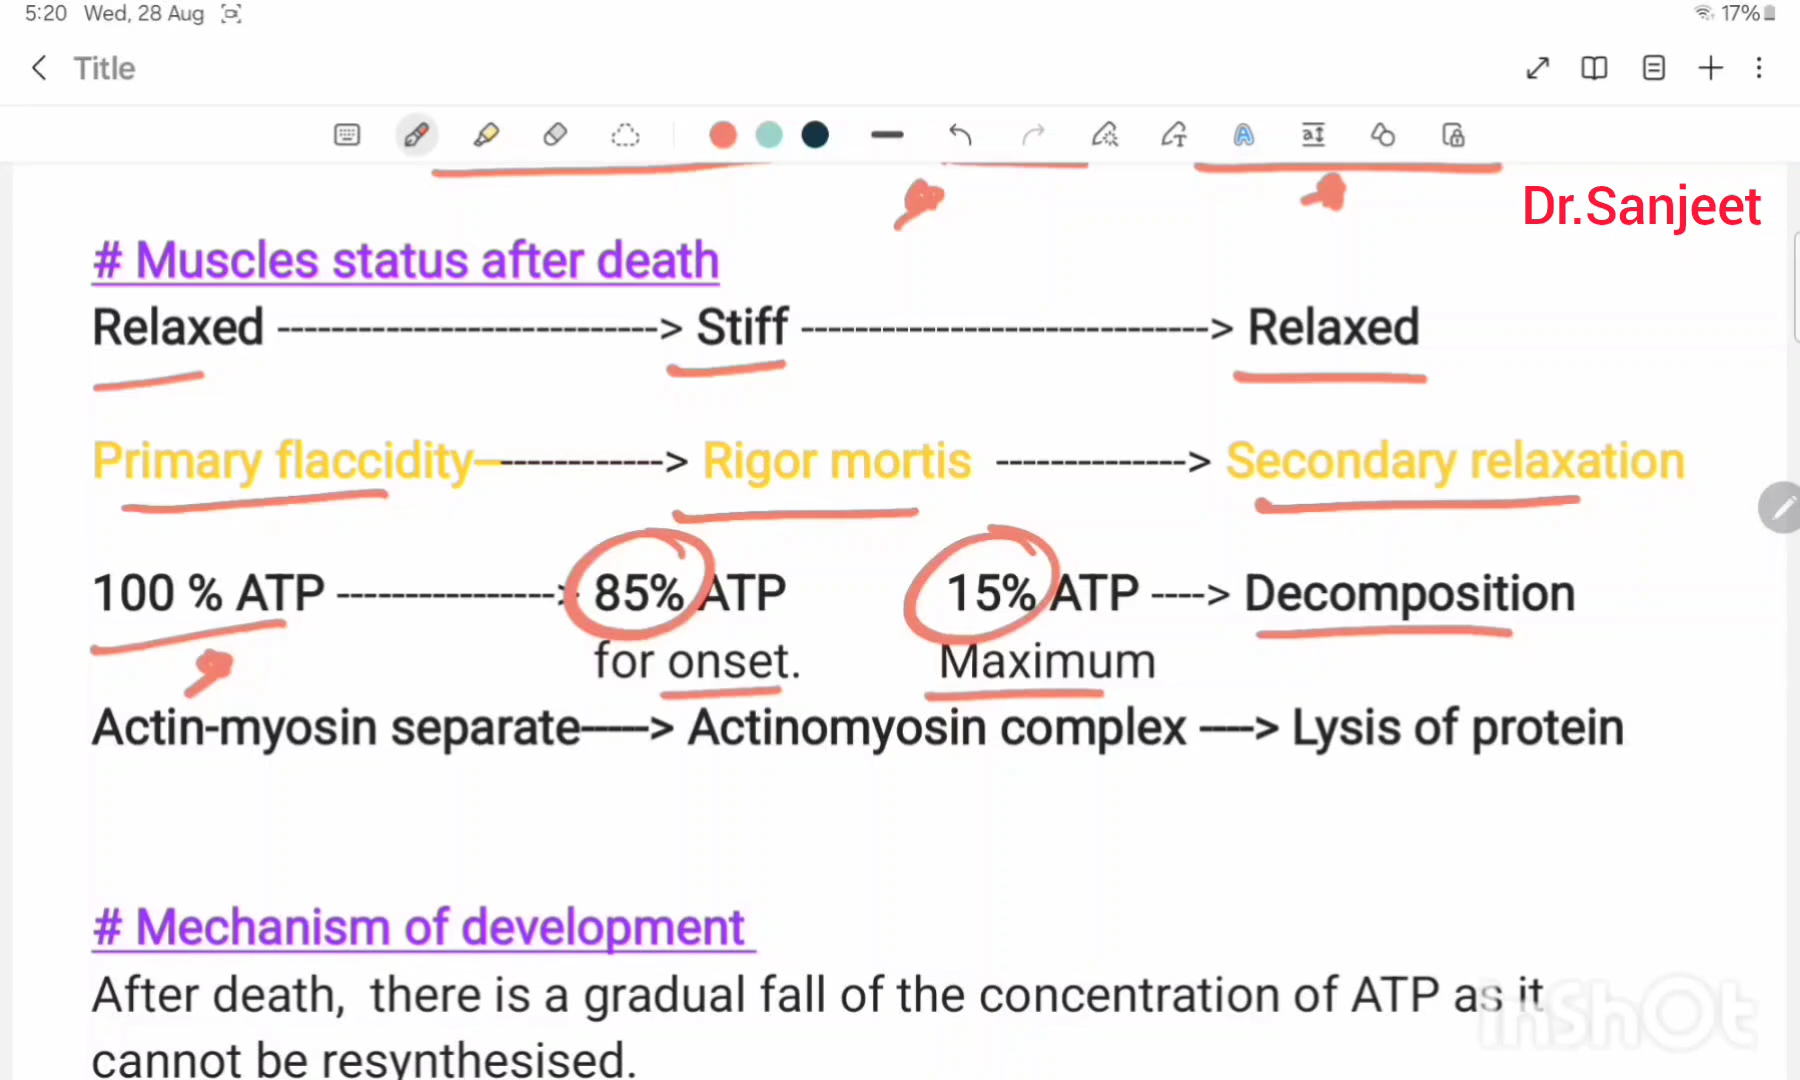 5:20 Wed, 28 Aug 17%
Title
Dr.Sanjeet
# Muscles status after death
Relaxed ----------------------------> Stiff ------------------------------> Relaxed
Primary flaccidity—------------> Rigor mortis --------------> Secondary relaxation
100 % ATP ----------------> 85% ATP 15% ATP ----> Decomposition
for onset. Maximum
Actin-myosin separate-----> Actinomyosin complex ----> Lysis of protein
# Mechanism of development
After death, there is a gradual fall of the concentration of ATP as it
cannot be resynthesised.
InShOt